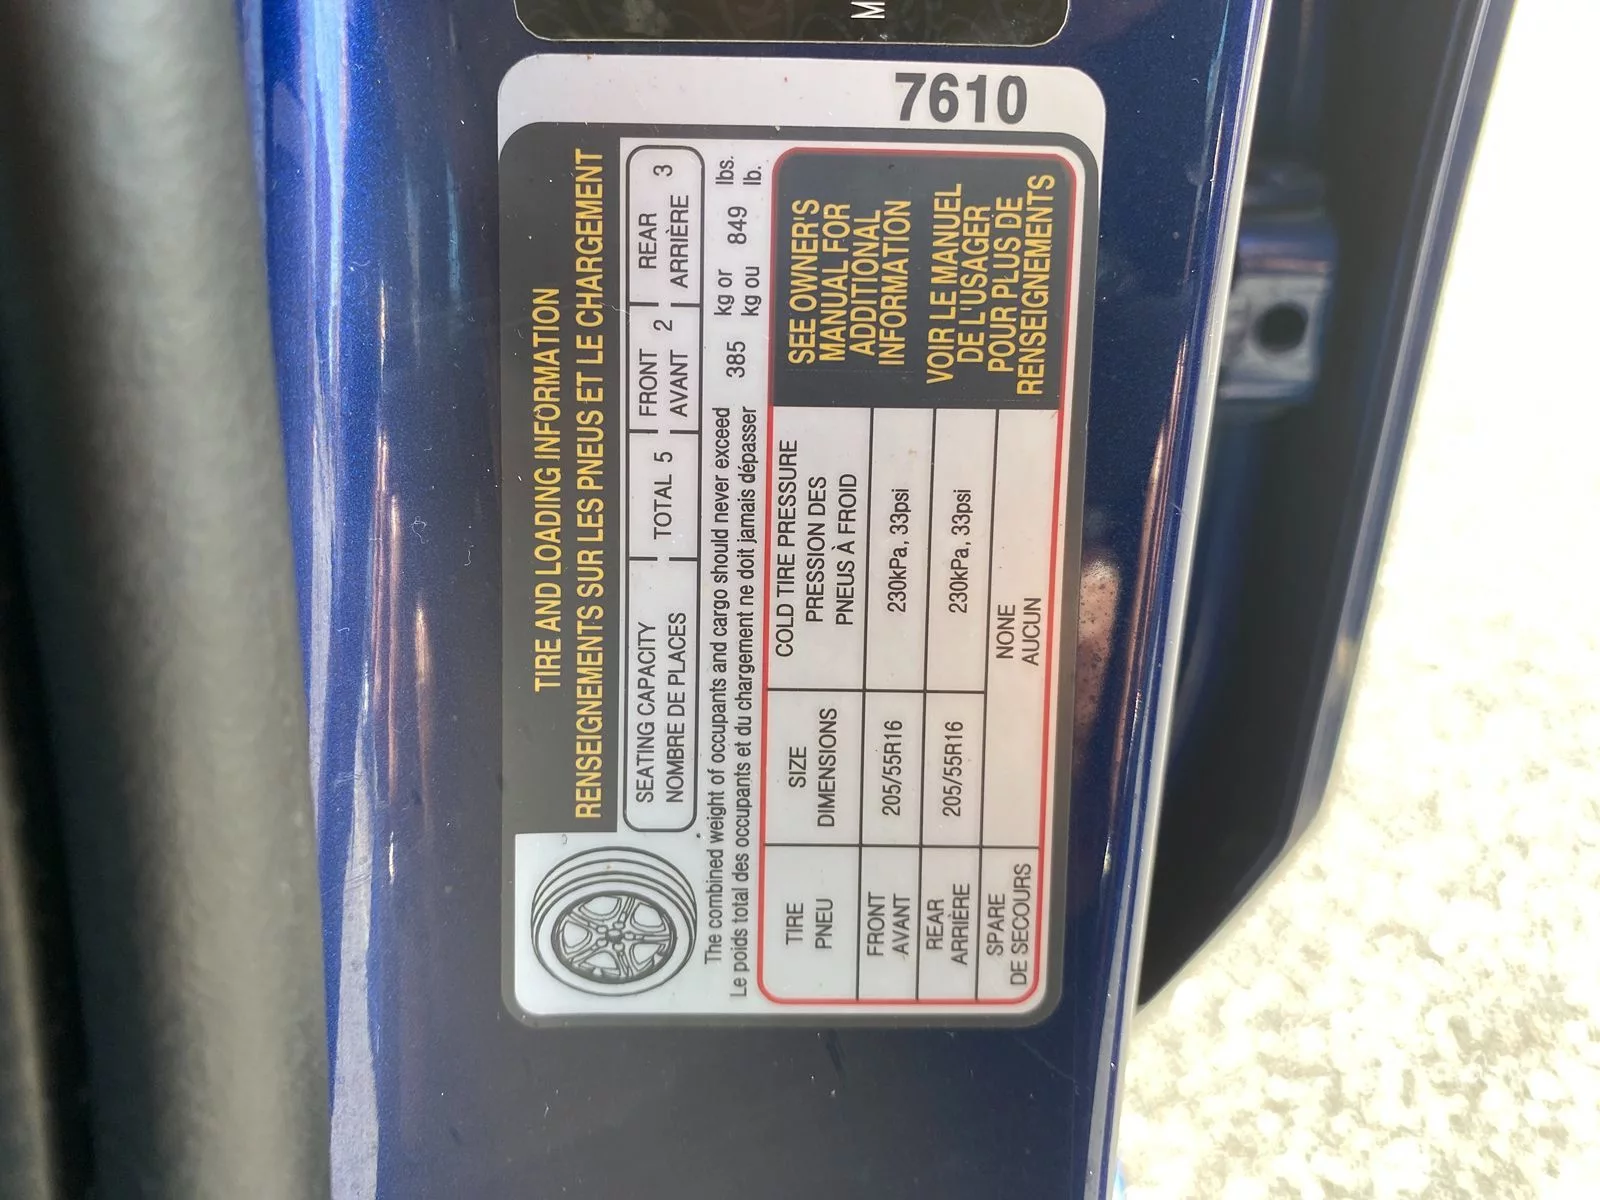 M
7610
TIRE AND LOADING INFORMATION
RENSEIGNEMENTS SUR LES PNEUS ET LE CHARGEMENT
SEATING CAPACITY
NOMBRE DE PLACES
TOTAL 5
FRONT
AVANT 2
REAR
ARRIÈRE 3
The combined weight of occupants and cargo should never exceed 385 kg or 849 lbs.
Le poids total des occupants et du chargement ne doit jamais dépasser kg ou lb.
TIRE
PNEU
SIZE
DIMENSIONS
COLD TIRE PRESSURE
PRESSION DES
PNEUS À FROID
FRONT
AVANT
205/55R16
230kPa, 33psi
REAR
ARRIÈRE
205/55R16
230kPa, 33psi
SPARE
DE SECOURS
NONE
AUCUN
SEE OWNER'S
MANUAL FOR
ADDITIONAL
INFORMATION
VOIR LE MANUEL
DE L'USAGER
POUR PLUS DE
RENSEIGNEMENTS